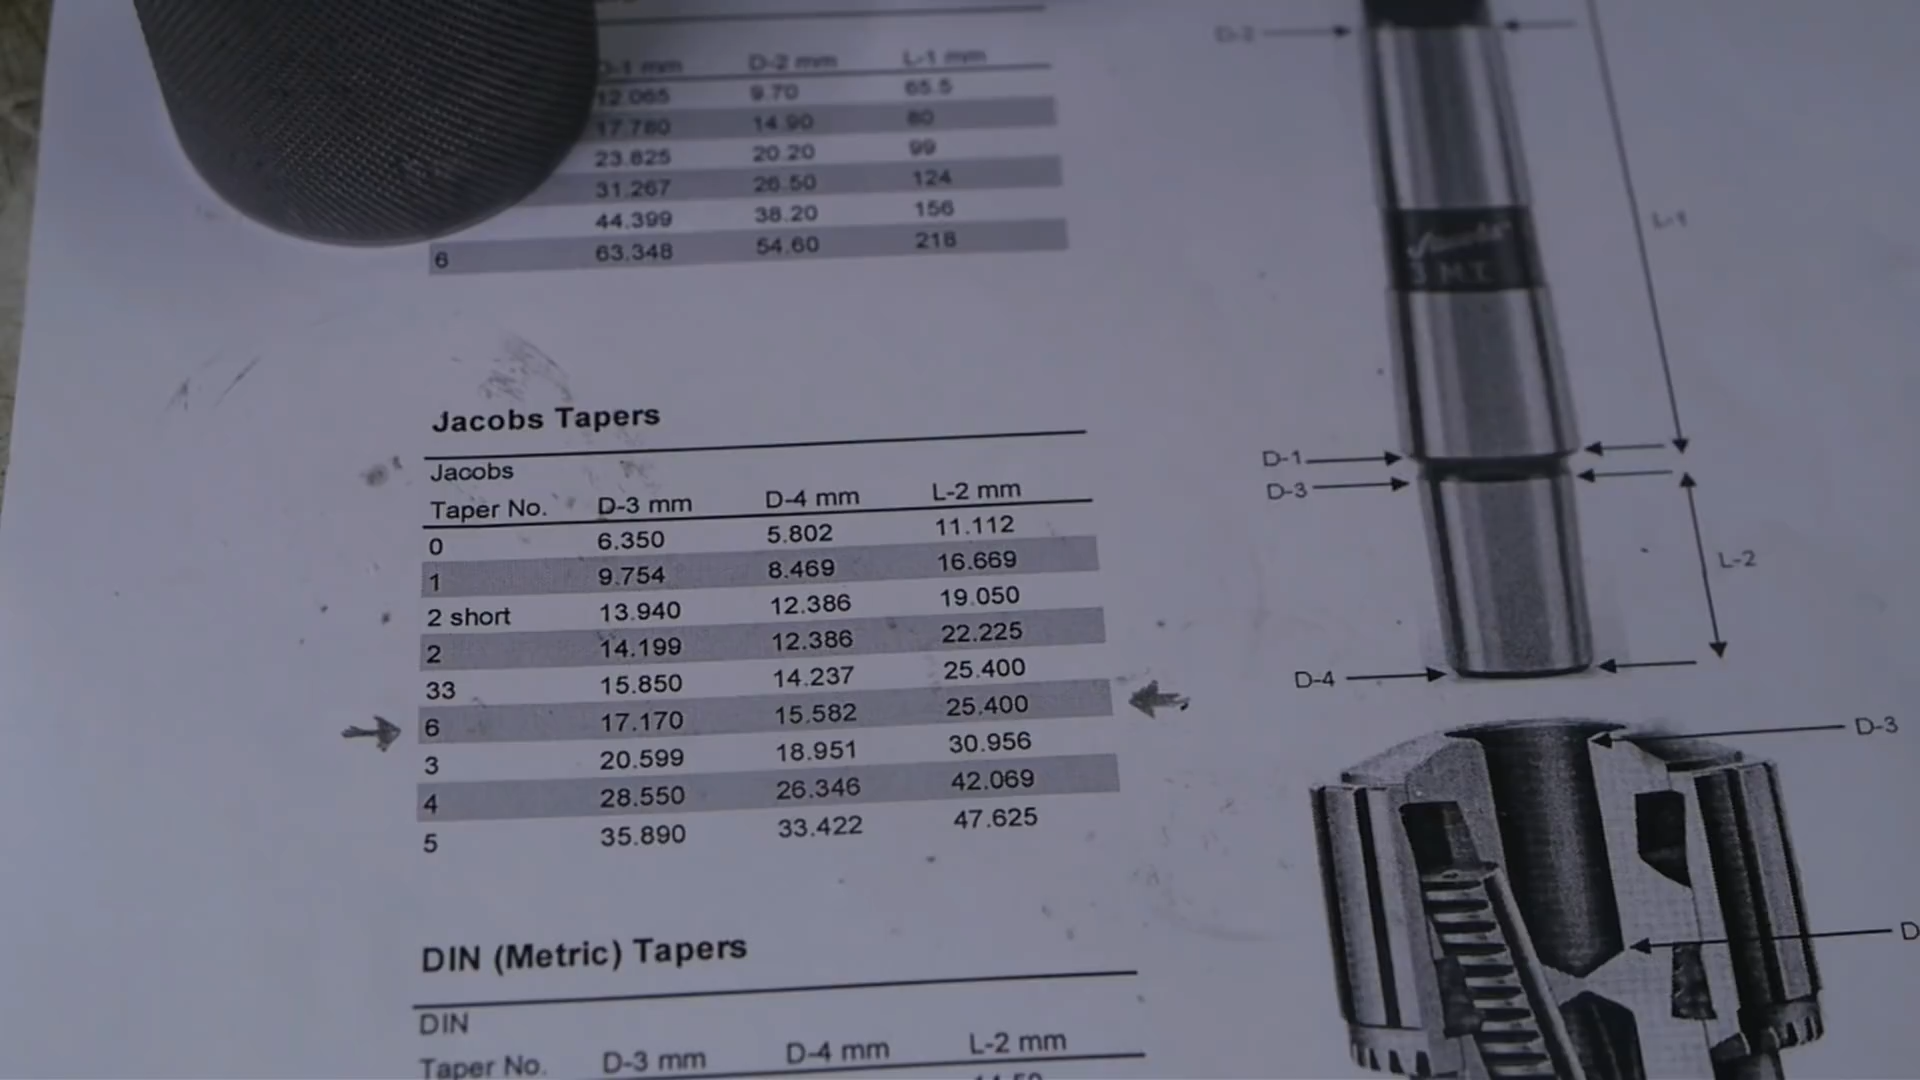 D-1 mm D-2 mm L-1 mm
12.065 9.70 65.5
17.780 14.90 80
23.825 20.20 99
31.267 26.50 124
44.399 38.20 156
6 63.348 54.60 218
Jacobs Tapers
Jacobs
Taper No. D-3 mm D-4 mm L-2 mm
0 6.350 5.802 11.112
1 9.754 8.469 16.669
2 short 13.940 12.386 19.050
2 14.199 12.386 22.225
33 15.850 14.237 25.400
6 17.170 15.582 25.400
3 20.599 18.951 30.956
4 28.550 26.346 42.069
5 35.890 33.422 47.625
DIN (Metric) Tapers
DIN
Taper No. D-3 mm D-4 mm L-2 mm
D-2
L-1
3 M.T.
D-1
D-3
L-2
D-4
D-3
D